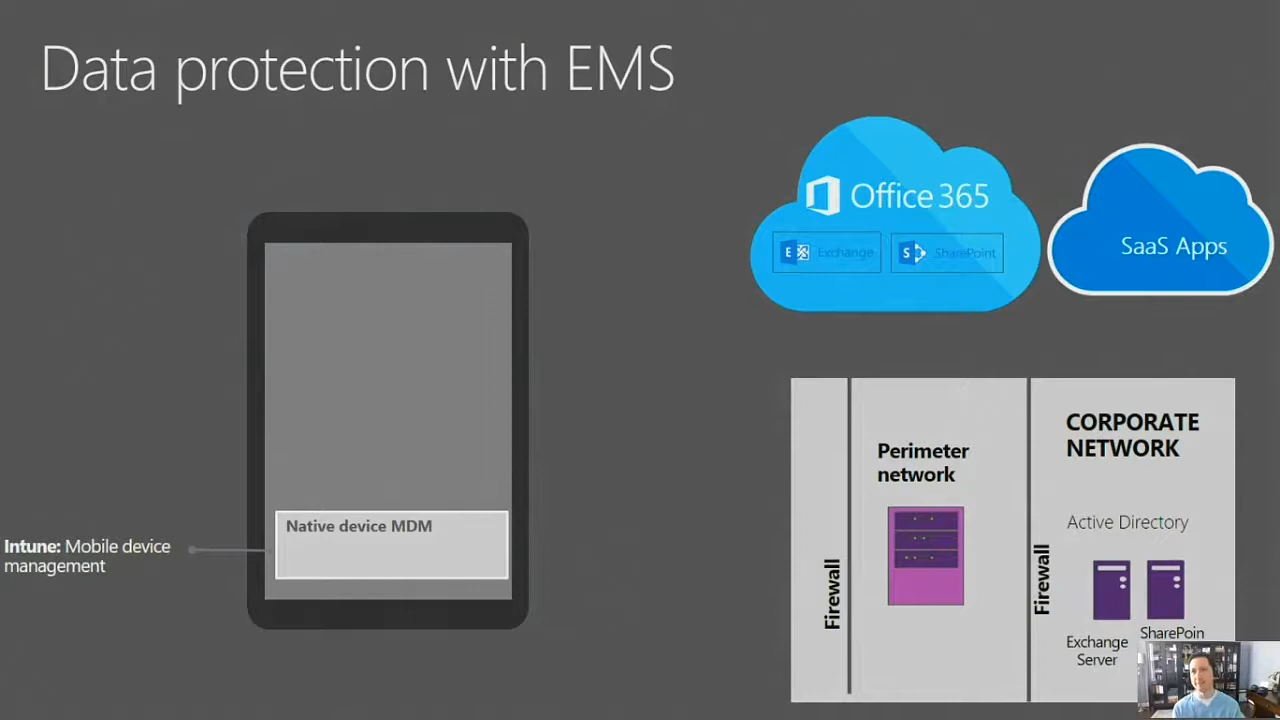 Data protection with EMS
Office 365
Exchange
SharePoint
SaaS Apps
Native device MDM
Intune: Mobile device
management
Firewall
Perimeter
network
Firewall
CORPORATE
NETWORK
Active Directory
Exchange
Server
SharePoin